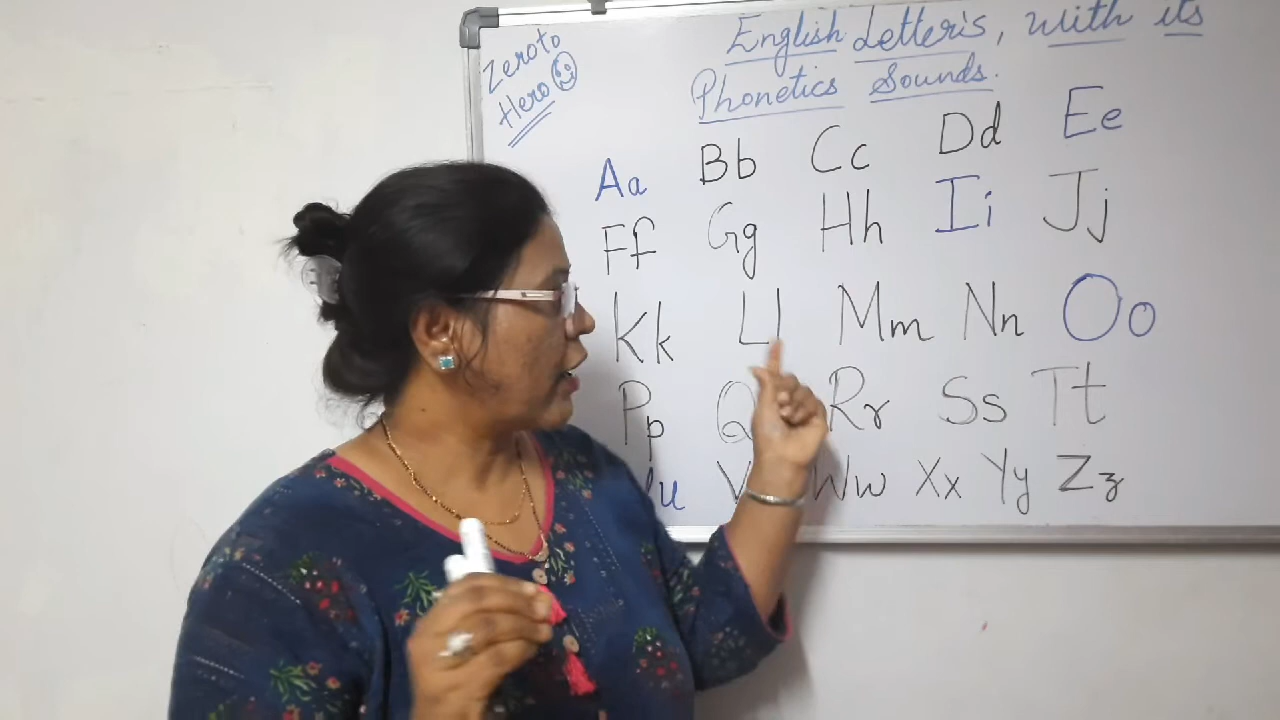 Zero to
Hero
English Letter's, with its
Phonetics Sounds.
Aa Bb Cc Dd Ee
Ff Gg Hh Ii Jj
Kk Ll Mm Nn Oo
Pp Q Rr Ss Tt
u V Ww Xx Yy Zz